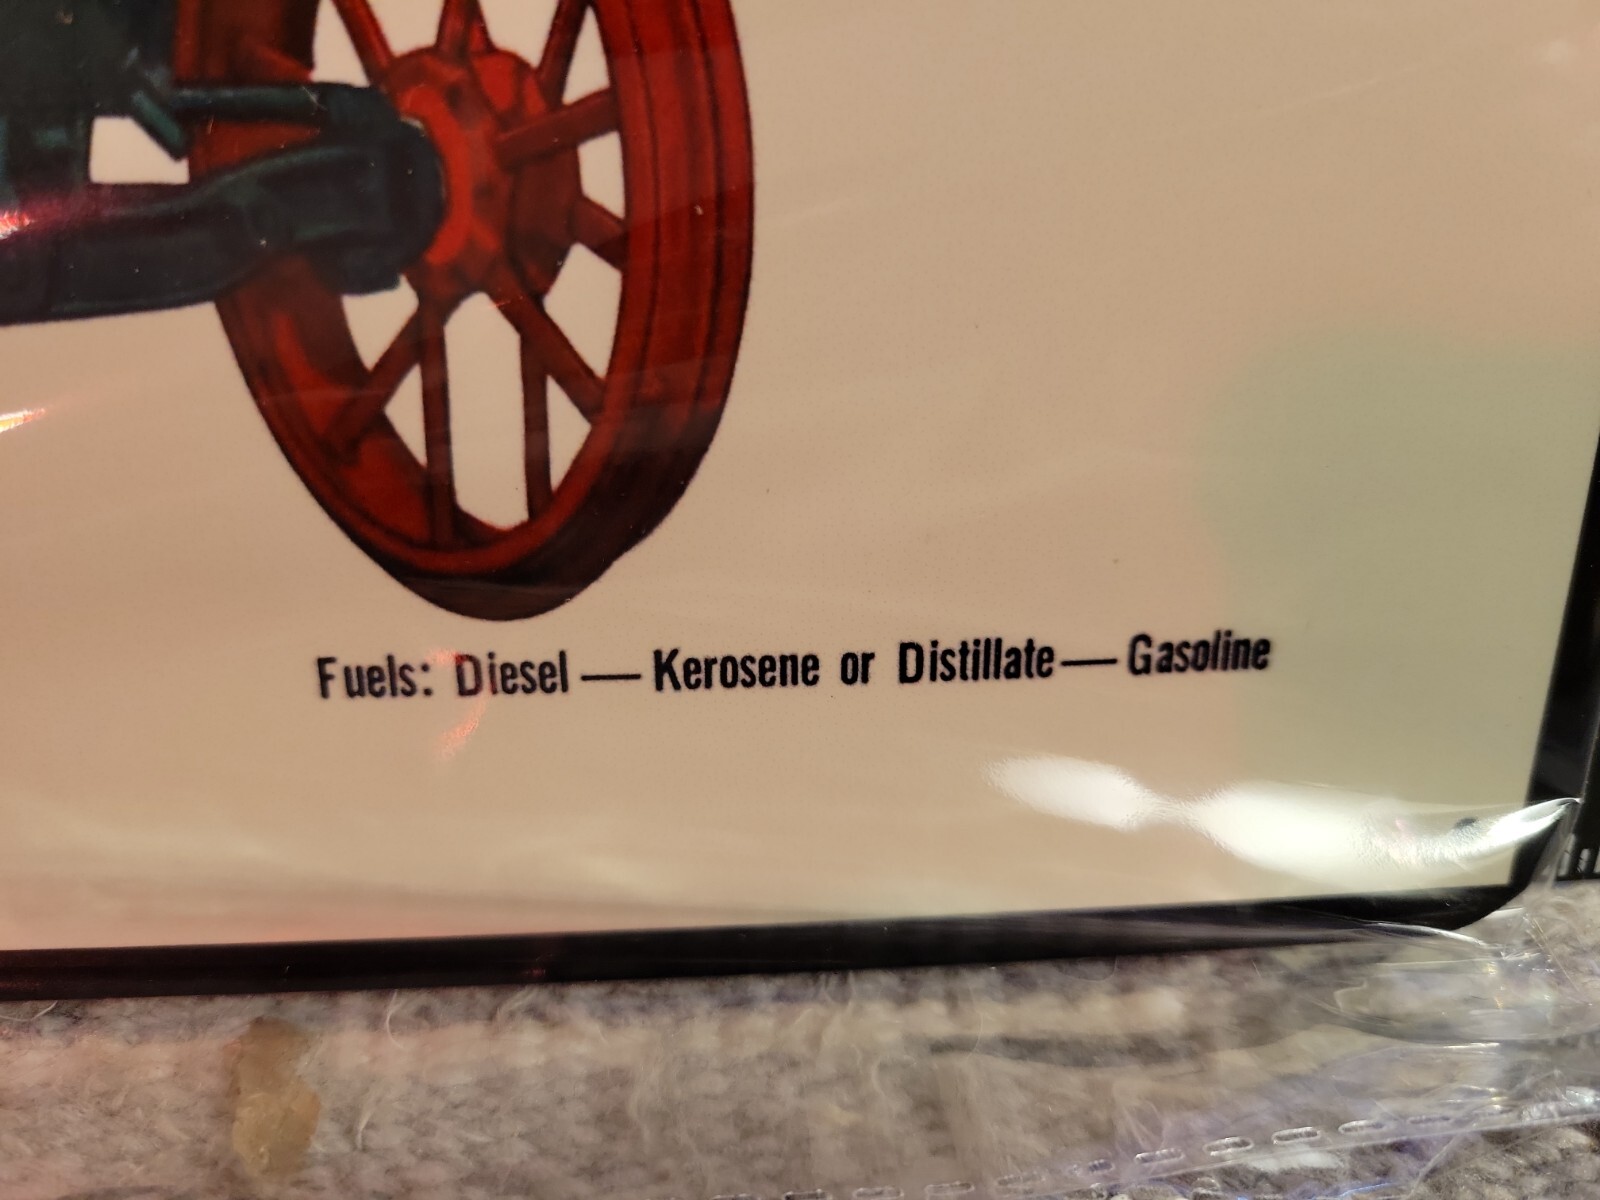 Fuels: Diesel — Kerosene or Distillate — Gasoline